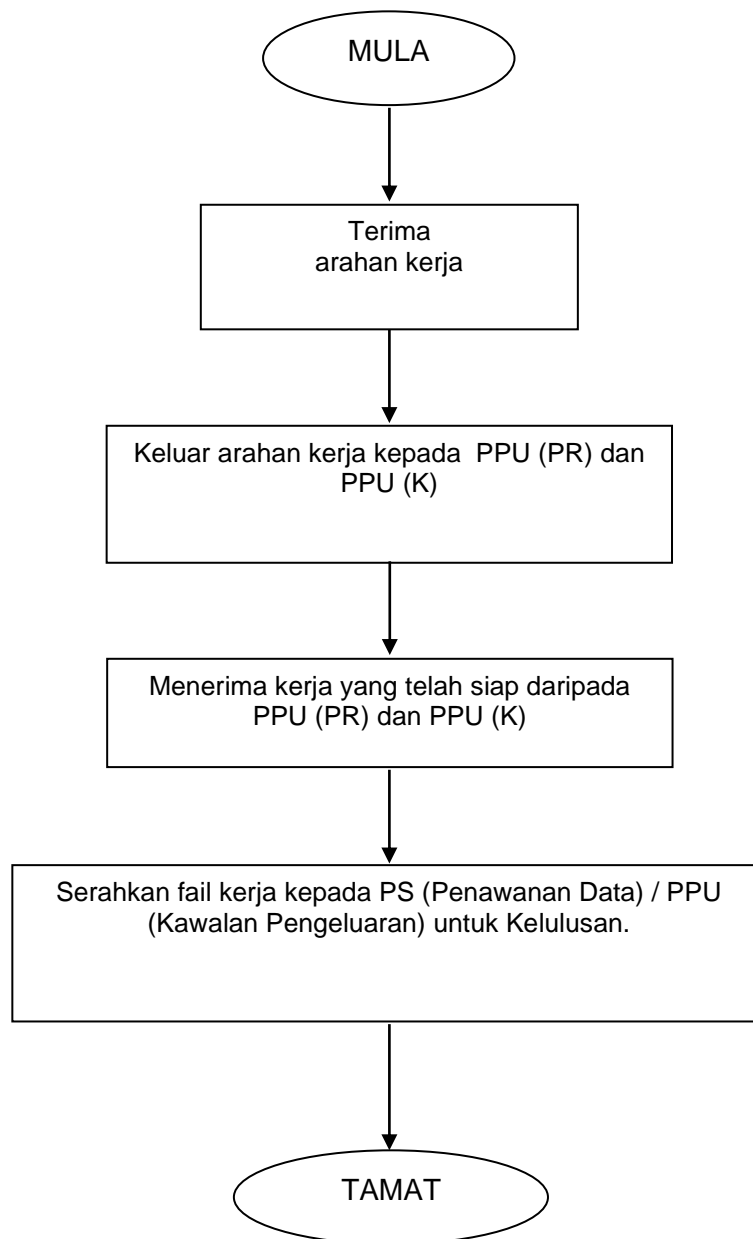 MULA
Terima
arahan kerja
Keluar arahan kerja kepada PPU (PR) dan
PPU (K)
Menerima kerja yang telah siap daripada
PPU (PR) dan PPU (K)
Serahkan fail kerja kepada PS (Penawanan Data) / PPU
(Kawalan Pengeluaran) untuk Kelulusan.
TAMAT